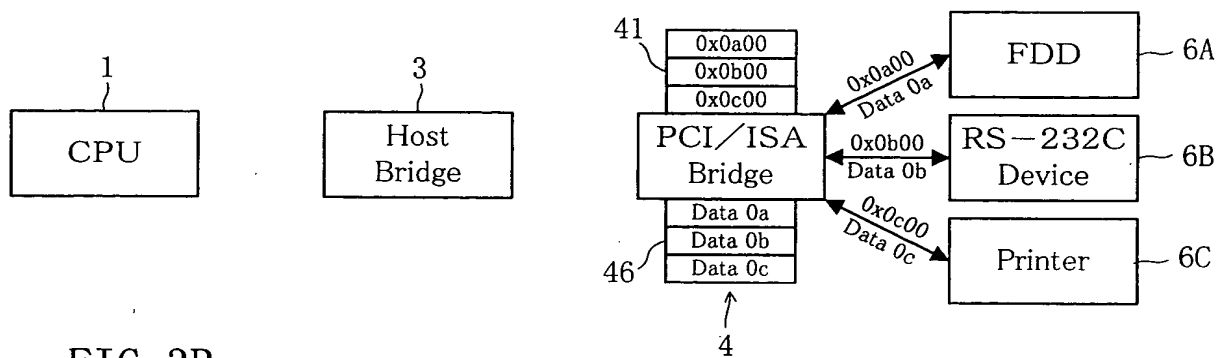 1
CPU
3
Host
Bridge
41
0x0a00
0x0b00
0x0c00
PCI/ISA
Bridge
Data 0a
Data 0b
Data 0c
46
4
0x0a00
Data 0a
0x0b00
Data 0b
0x0c00
Data 0c
FDD
6A
RS-232C
Device
6B
Printer
6C